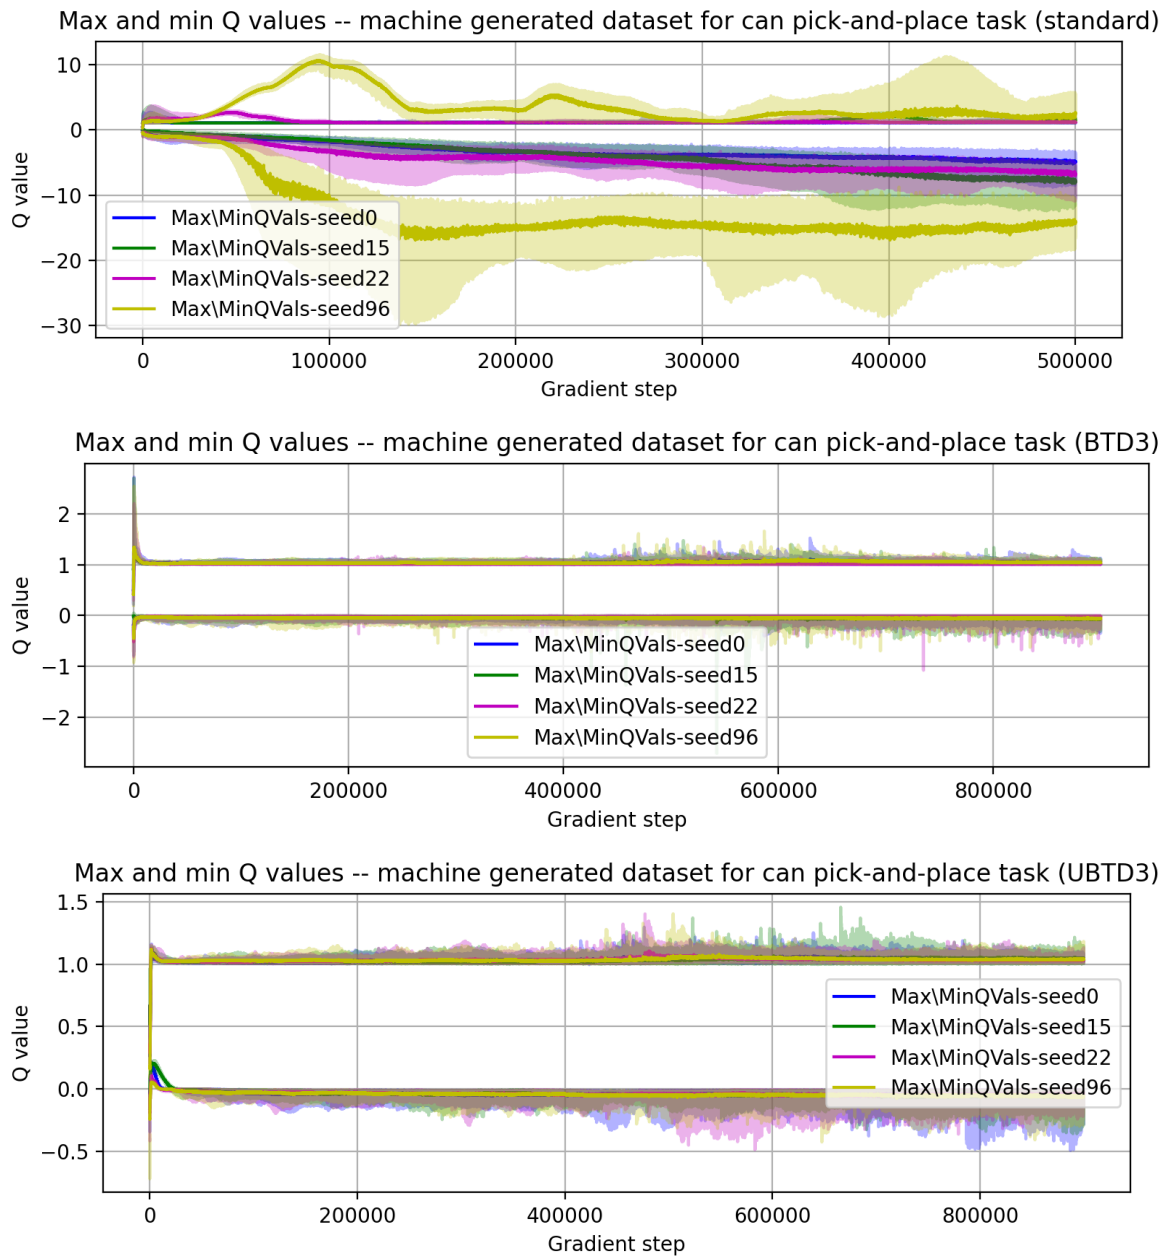 Max and min Q values -- machine generated dataset for can pick-and-place task (standard)
10
0
−10
−20
−30
Q value
Max\MinQVals-seed0
Max\MinQVals-seed15
Max\MinQVals-seed22
Max\MinQVals-seed96
0 100000 200000 300000 400000 500000
Gradient step
Max and min Q values -- machine generated dataset for can pick-and-place task (BTD3)
2
1
0
−1
−2
Q value
Max\MinQVals-seed0
Max\MinQVals-seed15
Max\MinQVals-seed22
Max\MinQVals-seed96
0 200000 400000 600000 800000
Gradient step
Max and min Q values -- machine generated dataset for can pick-and-place task (UBTD3)
1.5
1.0
0.5
0.0
−0.5
Q value
Max\MinQVals-seed0
Max\MinQVals-seed15
Max\MinQVals-seed22
Max\MinQVals-seed96
0 200000 400000 600000 800000
Gradient step